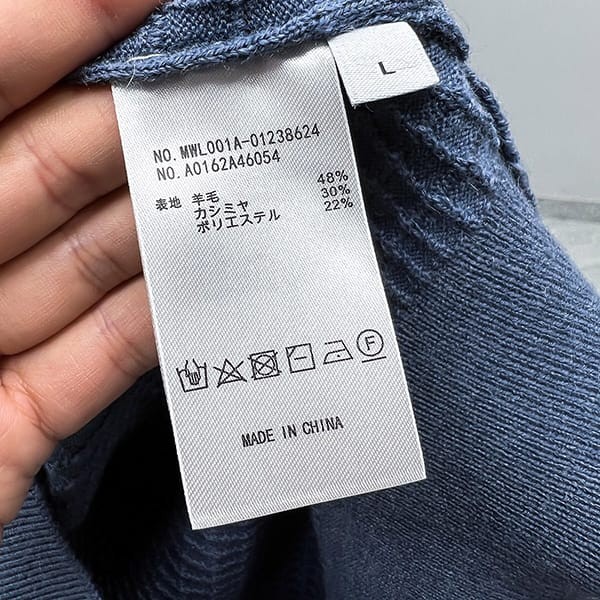 L
NO. MWL001A-01238624
NO. A0162A46054
表地 羊毛 48%
カシミヤ 30%
ポリエステル 22%
F
MADE IN CHINA